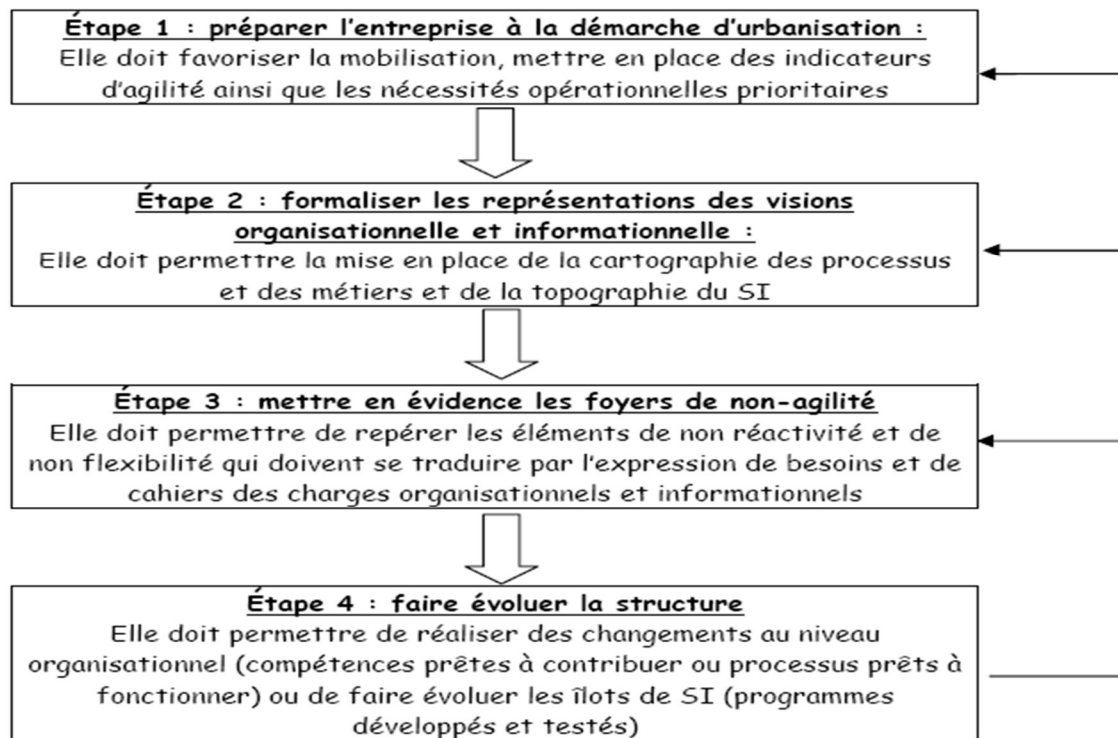 Étape 1 : préparer l'entreprise à la démarche d'urbanisation :
Elle doit favoriser la mobilisation, mettre en place des indicateurs
d'agilité ainsi que les nécessités opérationnelles prioritaires
Étape 2 : formaliser les représentations des visions
organisationnelle et informationnelle :
Elle doit permettre la mise en place de la cartographie des processus
et des métiers et de la topographie du SI
Étape 3 : mettre en évidence les foyers de non-agilité
Elle doit permettre de repérer les éléments de non réactivité et de
non flexibilité qui doivent se traduire par l'expression de besoins et de
cahiers des charges organisationnels et informationnels
Étape 4 : faire évoluer la structure
Elle doit permettre de réaliser des changements au niveau
organisationnel (compétences prêtes à contribuer ou processus prêts à
fonctionner) ou de faire évoluer les îlots de SI (programmes
développés et testés)